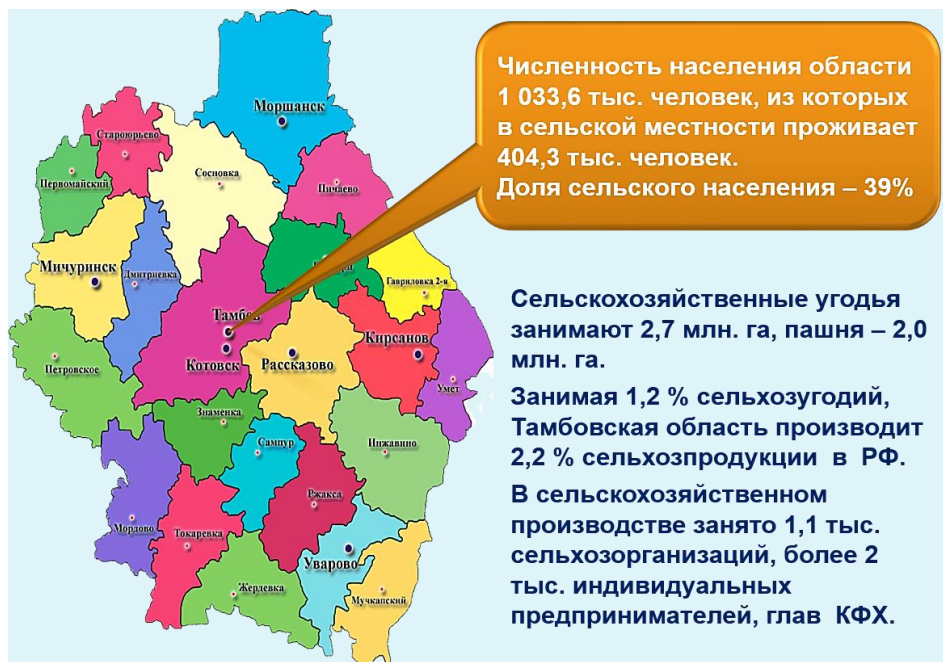 Численность населения области
1 033,6 тыс. человек, из которых
в сельской местности проживает
404,3 тыс. человек.
Доля сельского населения – 39%
Моршанск
Староюрьево
Сосновка
Первомайский
Пичаево
Мичуринск
Дмитриевка
Гавриловка 2-я
Тамбов
Кирсанов
Котовск
Рассказово
Петровское
Умет
Знаменка
Сампур
Инжавино
Ржакса
Мордово
Токаревка
Уварово
Жердевка
Мучкапский
Сельскохозяйственные угодья
занимают 2,7 млн. га, пашня – 2,0
млн. га.
Занимая 1,2 % сельхозугодий,
Тамбовская область производит
2,2 % сельхозпродукции в РФ.
В сельскохозяйственном
производстве занято 1,1 тыс.
сельхозорганизаций, более 2
тыс. индивидуальных
предпринимателей, глав КФХ.